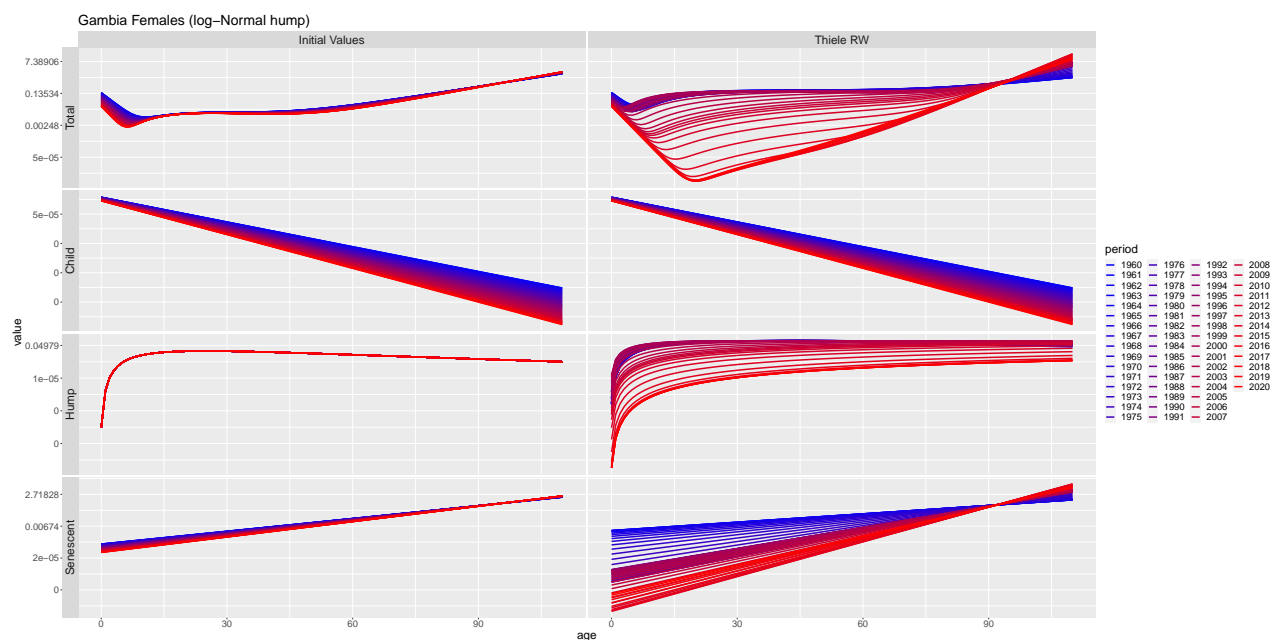 Gambia Females (log−Normal hump)
Initial Values
Thiele RW
Total
7.38906
0.13534
0.00248
5e−05
Child
5e−05
0
0
0
value
Hump
0.04979
1e−05
0
0
Senescent
2.71828
0.00674
2e−05
0
0 30 60 90
0 30 60 90
age
period
1960 1976 1992 2008
1961 1977 1993 2009
1962 1978 1994 2010
1963 1979 1995 2011
1964 1980 1996 2012
1965 1981 1997 2013
1966 1982 1998 2014
1967 1983 1999 2015
1968 1984 2000 2016
1969 1985 2001 2017
1970 1986 2002 2018
1971 1987 2003 2019
1972 1988 2004 2020
1973 1989 2005
1974 1990 2006
1975 1991 2007